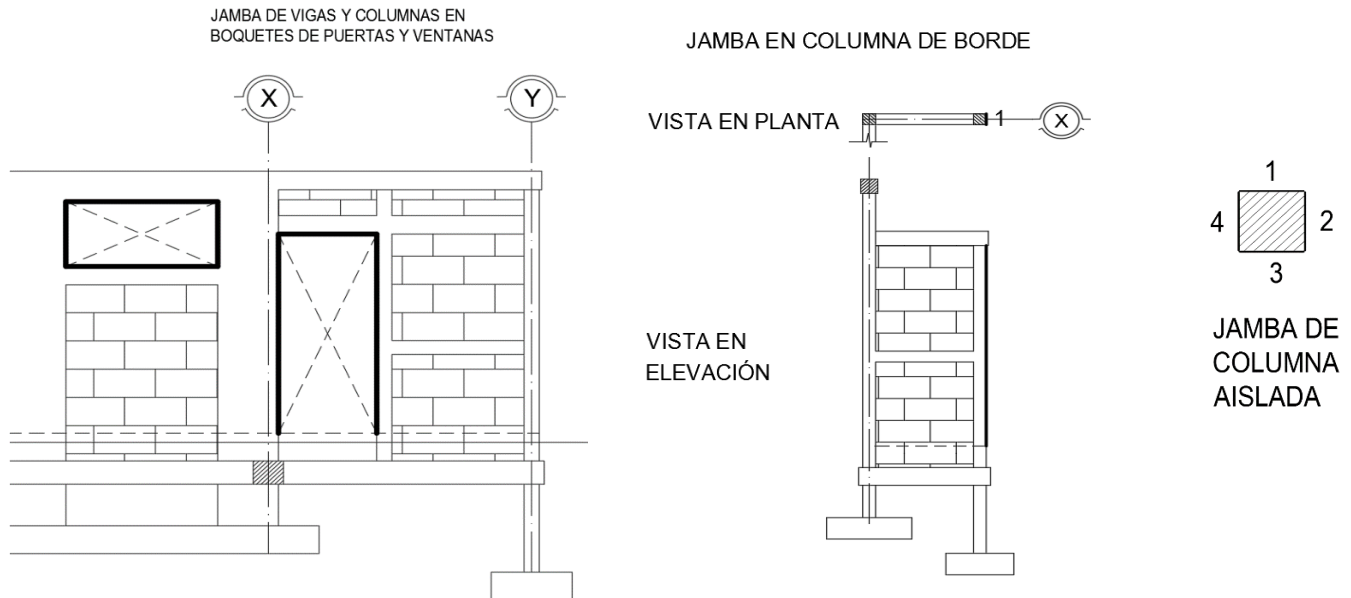 JAMBA DE VIGAS Y COLUMNAS EN
BOQUETES DE PUERTAS Y VENTANAS
X
Y
JAMBA EN COLUMNA DE BORDE
VISTA EN PLANTA
1
X
VISTA EN
ELEVACIÓN
1
4
2
3
JAMBA DE
COLUMNA
AISLADA